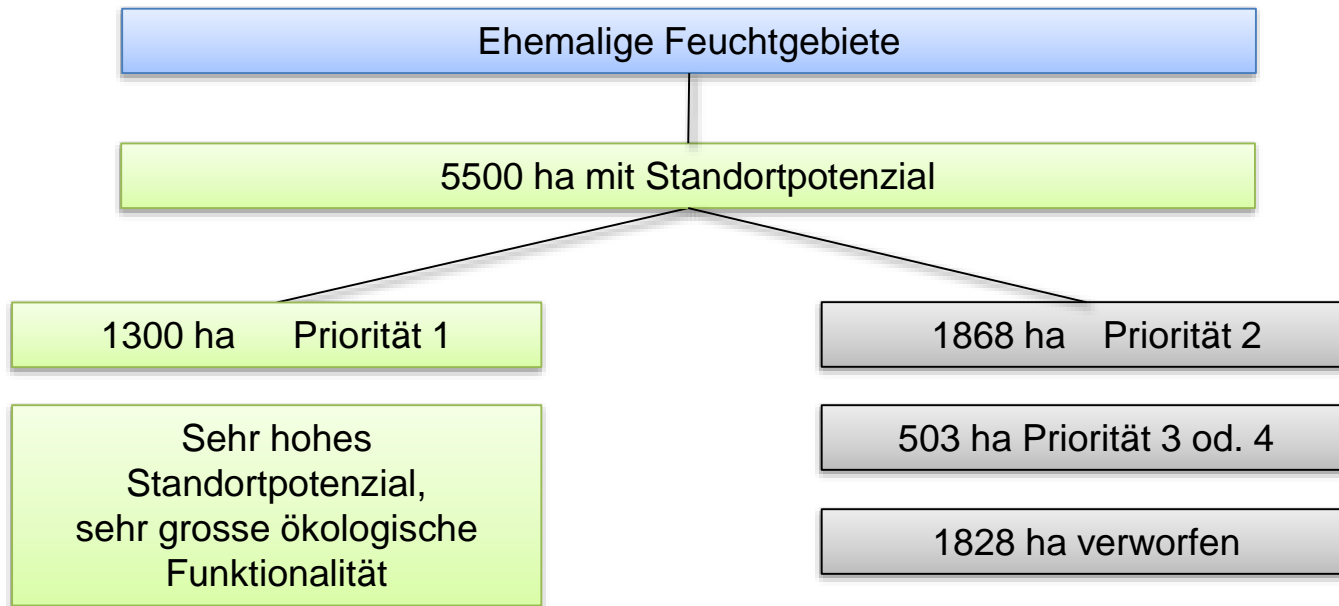 Ehemalige Feuchtgebiete
5500 ha mit Standortpotenzial
1300 ha Priorität 1
Sehr hohes
Standortpotenzial,
sehr grosse ökologische
Funktionalität
1868 ha Priorität 2
503 ha Priorität 3 od. 4
1828 ha verworfen